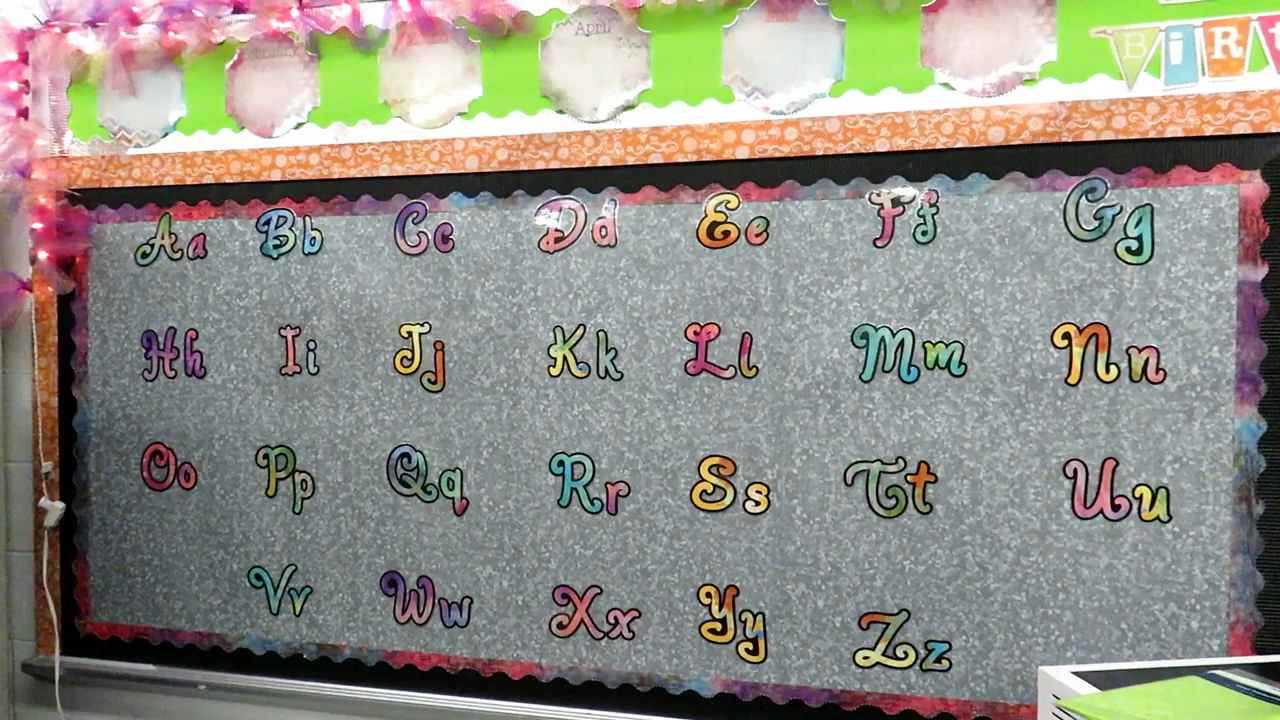 April
BIR
Aa Bb Cc Dd Ee Ff Gg
Hh Ii Jj Kk Ll Mm Nn
Oo Pp Qq Rr Ss Tt Uu
Vv Ww Xx Yy Zz